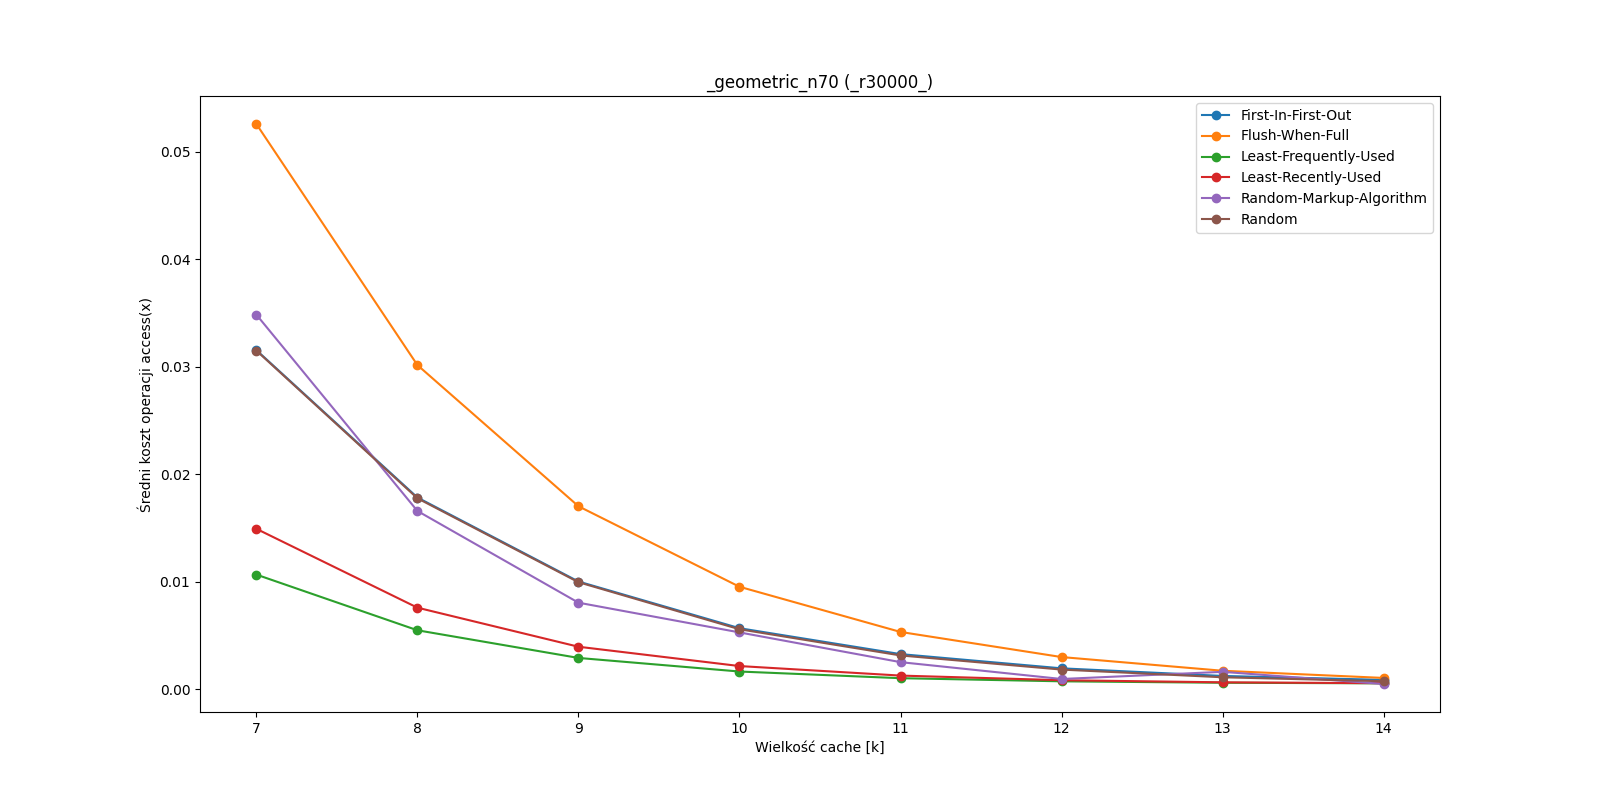 _geometric_n70 (_r30000_)
First-In-First-Out
Flush-When-Full
Least-Frequently-Used
Least-Recently-Used
Random-Markup-Algorithm
Random
Średni koszt operacji access(x)
0.05
0.04
0.03
0.02
0.01
0.00
7 8 9 10 11 12 13 14
Wielkość cache [k]